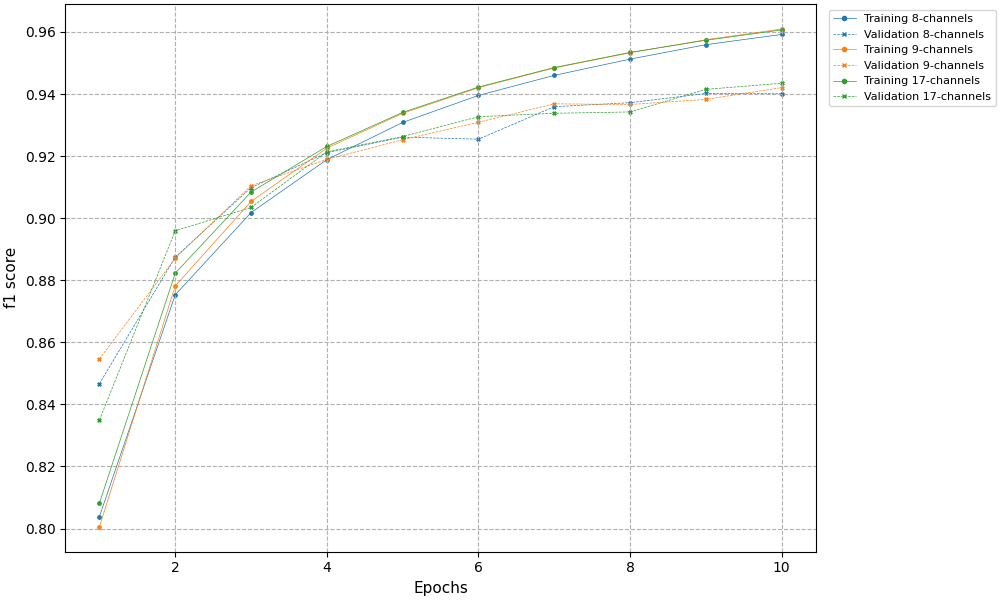 0.96
0.94
0.92
0.90
0.88
0.86
0.84
0.82
0.80
f1 score
2
4
6
8
10
Epochs
Training 8-channels
Validation 8-channels
Training 9-channels
Validation 9-channels
Training 17-channels
Validation 17-channels